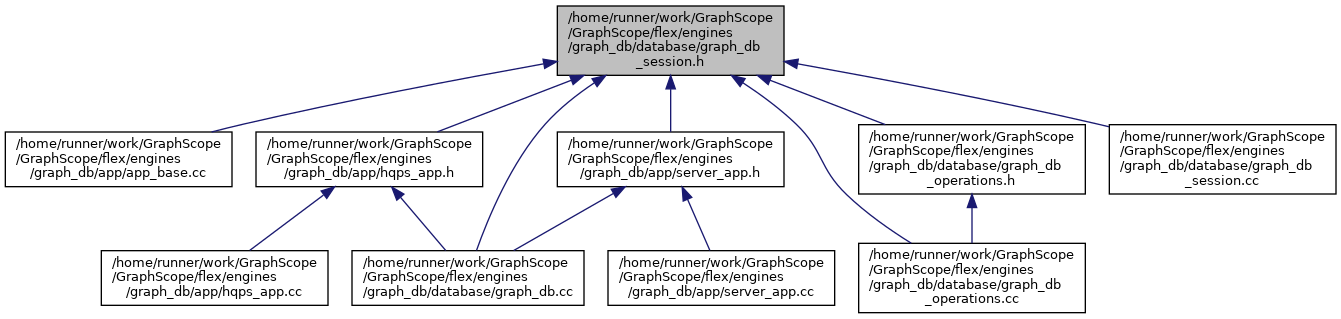 /home/runner/work/GraphScope
/GraphScope/flex/engines
/graph_db/database/graph_db
_session.h
/home/runner/work/GraphScope
/GraphScope/flex/engines
/graph_db/app/app_base.cc
/home/runner/work/GraphScope
/GraphScope/flex/engines
/graph_db/app/hqps_app.h
/home/runner/work/GraphScope
/GraphScope/flex/engines
/graph_db/app/server_app.h
/home/runner/work/GraphScope
/GraphScope/flex/engines
/graph_db/database/graph_db
_operations.h
/home/runner/work/GraphScope
/GraphScope/flex/engines
/graph_db/database/graph_db
_session.cc
/home/runner/work/GraphScope
/GraphScope/flex/engines
/graph_db/app/hqps_app.cc
/home/runner/work/GraphScope
/GraphScope/flex/engines
/graph_db/database/graph_db.cc
/home/runner/work/GraphScope
/GraphScope/flex/engines
/graph_db/app/server_app.cc
/home/runner/work/GraphScope
/GraphScope/flex/engines
/graph_db/database/graph_db
_operations.cc